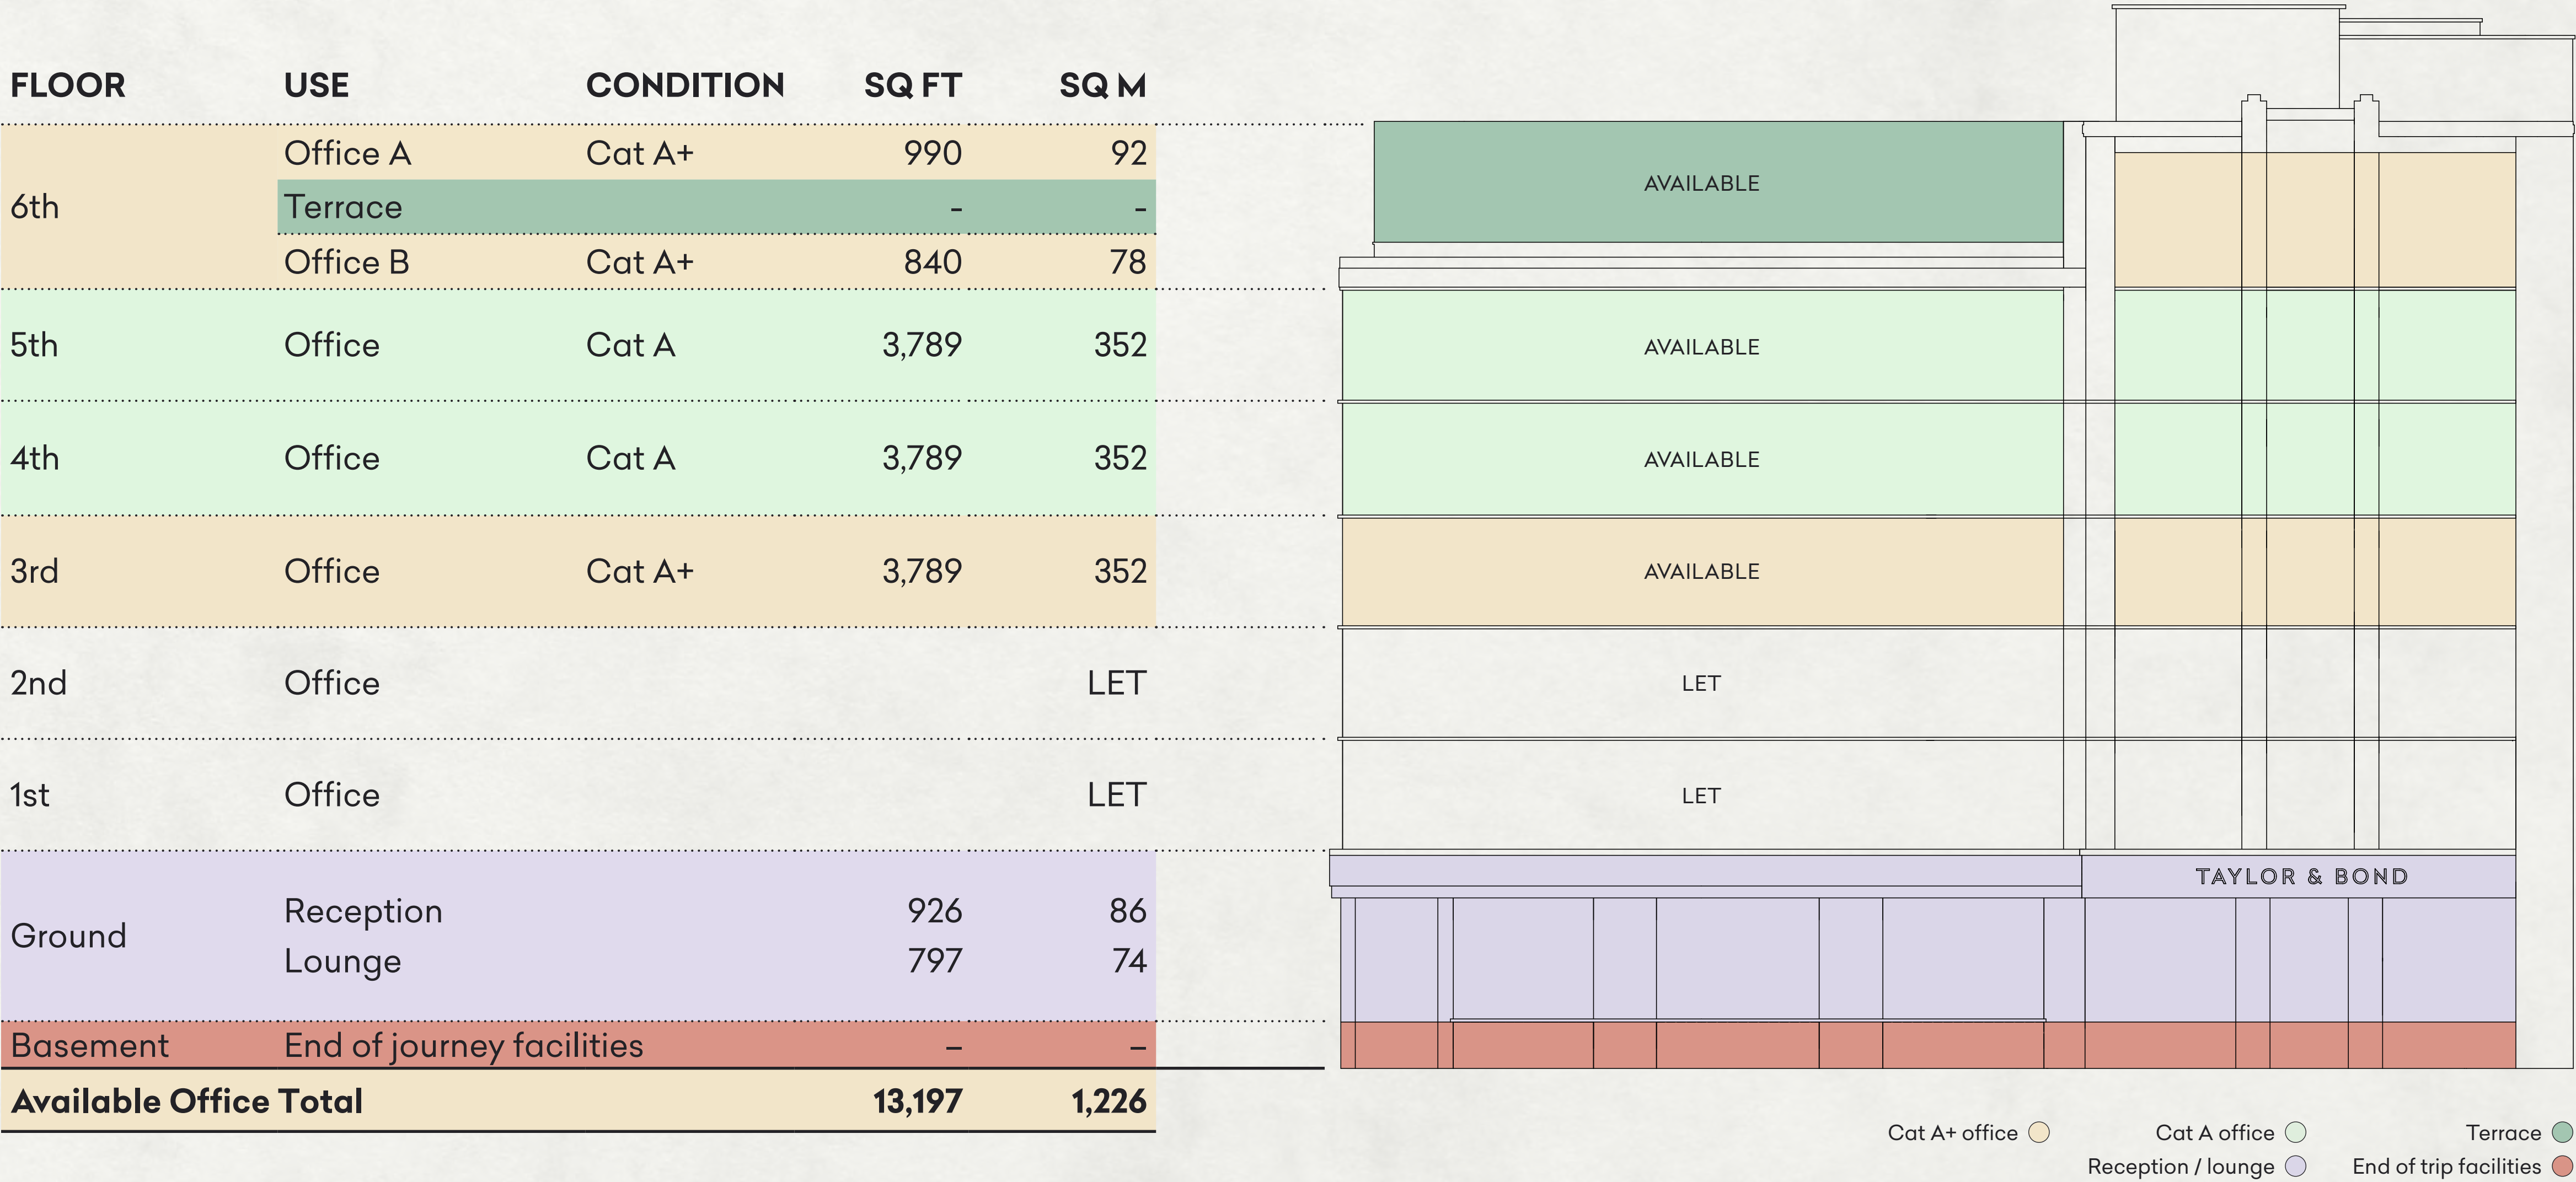 FLOOR USE CONDITION SQ FT SQ M
6th
Office A Cat A+ 990 92
Terrace - -
Office B Cat A+ 840 78
5th Office Cat A 3,789 352
4th Office Cat A 3,789 352
3rd Office Cat A+ 3,789 352
2nd Office LET
1st Office LET
Ground
Reception 926 86
Lounge 797 74
Basement End of journey facilities – –
Available Office Total 13,197 1,226
AVAILABLE
AVAILABLE
AVAILABLE
AVAILABLE
LET
LET
TAYLOR & BOND
Cat A+ office Cat A office Terrace
Reception / lounge End of trip facilities